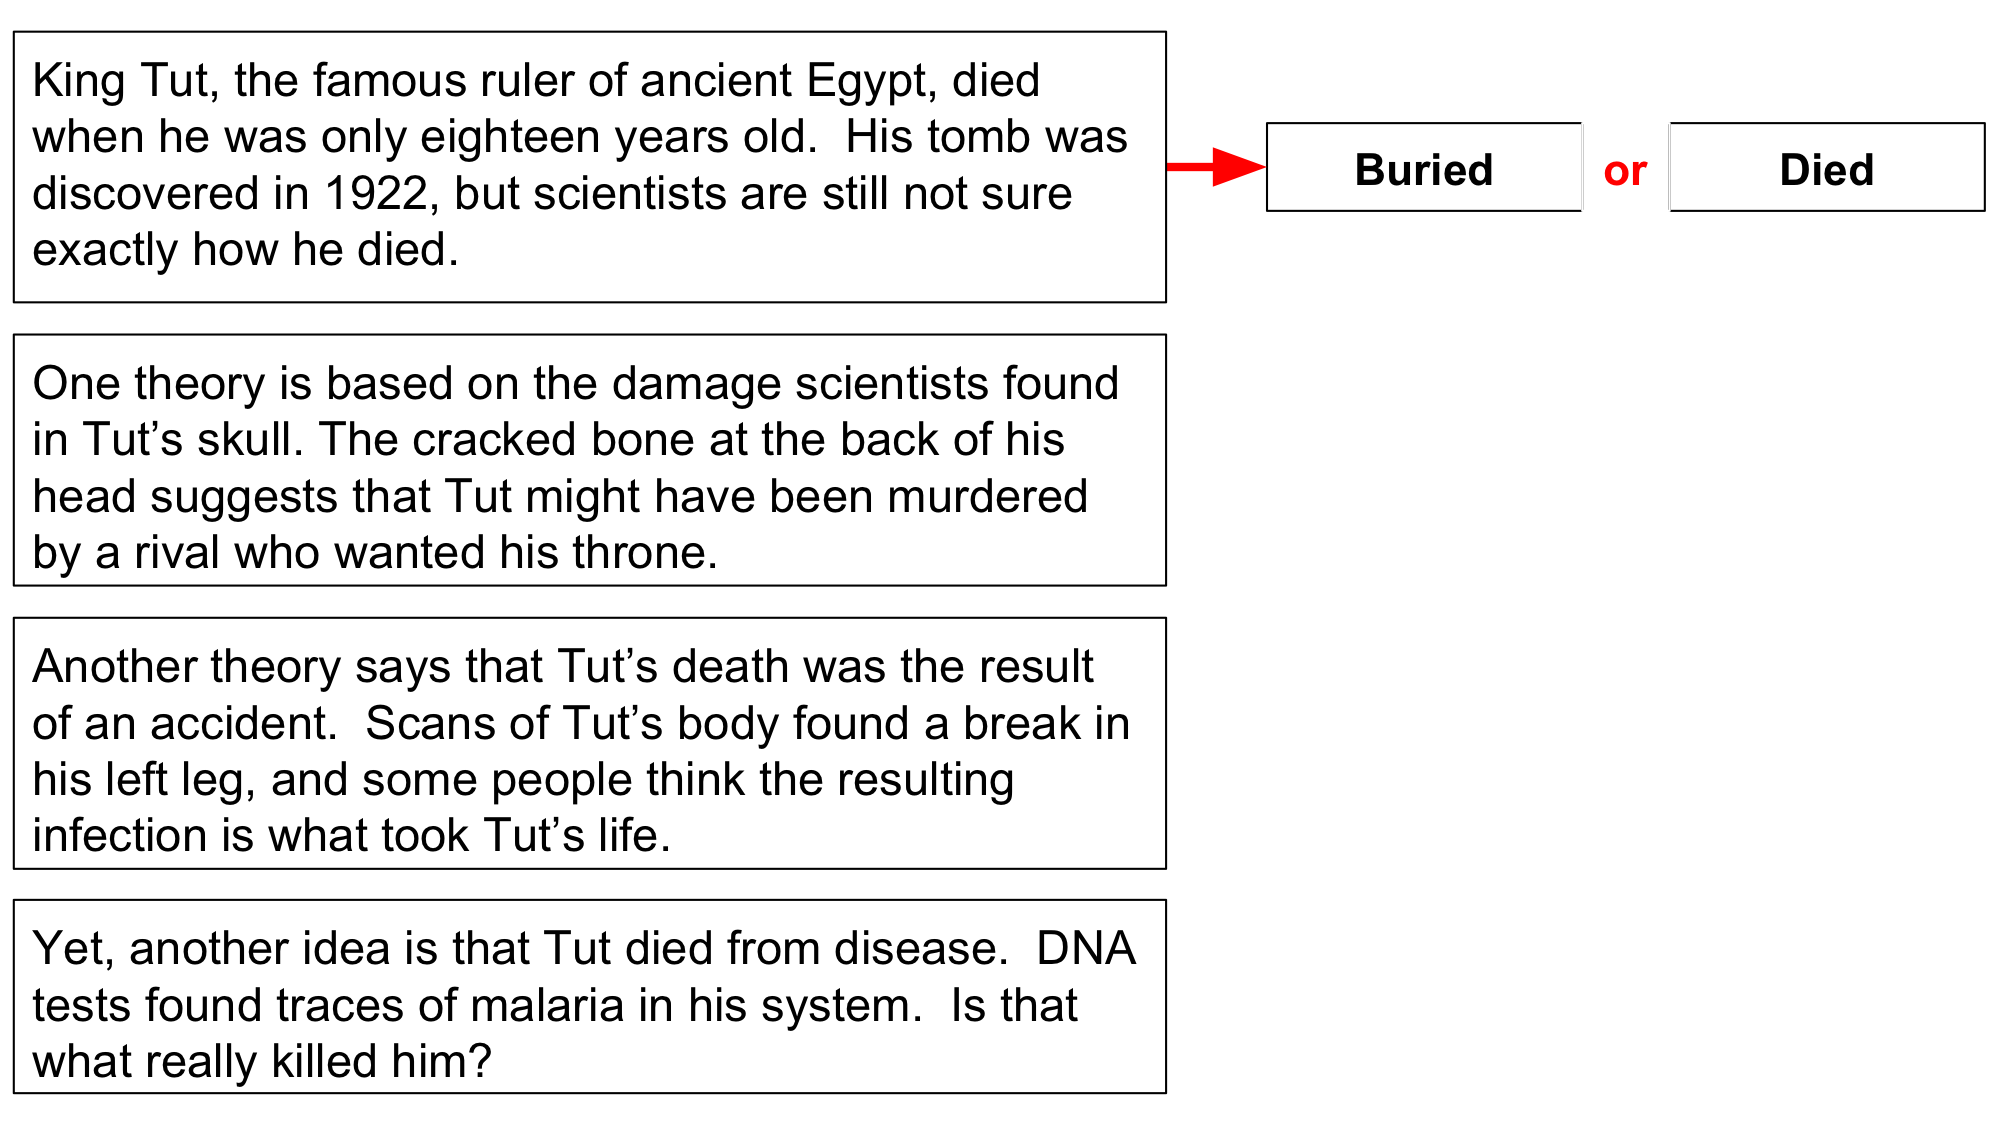 King Tut, the famous ruler of ancient Egypt, died
when he was only eighteen years old.  His tomb was
discovered in 1922, but scientists are still not sure
exactly how he died.
Buried or Died
One theory is based on the damage scientists found
in Tut’s skull. The cracked bone at the back of his
head suggests that Tut might have been murdered
by a rival who wanted his throne.
Another theory says that Tut’s death was the result
of an accident.  Scans of Tut’s body found a break in
his left leg, and some people think the resulting
infection is what took Tut’s life.
Yet, another idea is that Tut died from disease.  DNA
tests found traces of malaria in his system.  Is that
what really killed him?